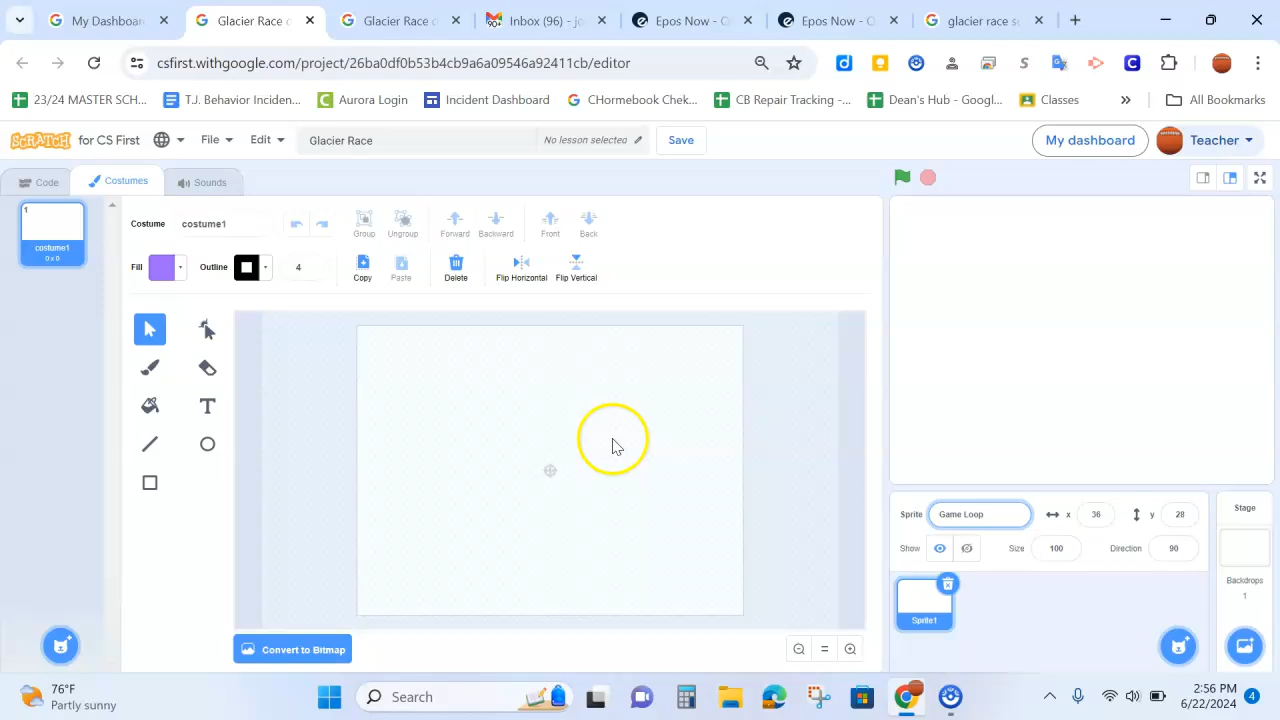 My Dashboard
Glacier Race o
Glacier Race o
90+
Inbox (96) - jo
Epos Now - Q
Epos Now - Q
glacier race s
csfirst.withgoogle.com/project/26ba0df0b53b4cb5b6a09546a92411cb/editor
23/24 MASTER SCH...
T.J. Behavior Inciden...
Aurora Login
Incident Dashboard
CHormebook Chek...
CB Repair Tracking -...
Dean's Hub - Googl...
Classes
»
All Bookmarks
SCRATCH for CS First
File
Edit
Glacier Race
No lesson selected
Save
My dashboard
Teacher
Code
Costumes
Sounds
1
costume1
0 x 0
Costume
costume1
Group
Ungroup
Forward
Backward
Front
Back
Fill
Outline
4
Copy
Paste
Delete
Flip Horizontal
Flip Vertical
T
Convert to Bitmap
Sprite
Game Loop
x
36
y
28
Show
Size
100
Direction
90
Sprite1
Stage
Backdrops
1
76°F
Partly sunny
Search
2:56 PM
6/22/2024
4